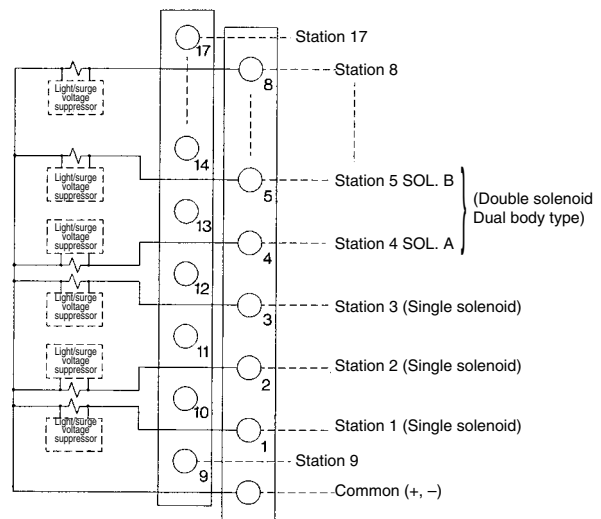 17
Station 17
8
Station 8
Light/surge
voltage
suppressor
14
5
Station 5 SOL. B
Light/surge
voltage
suppressor
(Double solenoid
Dual body type)
13
Light/surge
voltage
suppressor
4
Station 4 SOL. A
12
Light/surge
voltage
suppressor
3
Station 3 (Single solenoid)
11
Light/surge
voltage
suppressor
2
Station 2 (Single solenoid)
10
Light/surge
voltage
suppressor
1
Station 1 (Single solenoid)
9
Station 9
Common (+, –)